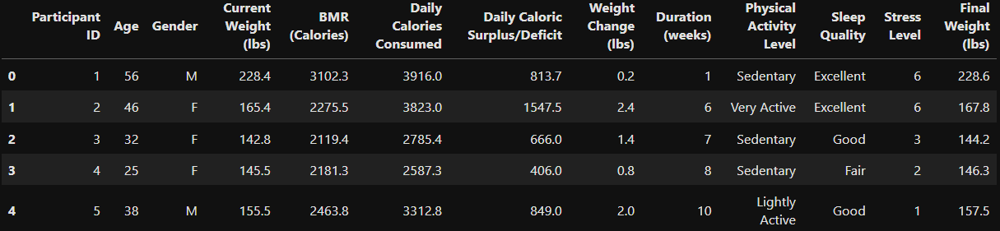 Participant ID Age Gender Current Weight (lbs) BMR (Calories) Daily Calories Consumed Daily Caloric Surplus/Deficit Weight Change (lbs) Duration (weeks) Physical Activity Level Sleep Quality Stress Level Final Weight (lbs)
0 1 56 M 228.4 3102.3 3916.0 813.7 0.2 1 Sedentary Excellent 6 228.6
1 2 46 F 165.4 2275.5 3823.0 1547.5 2.4 6 Very Active Excellent 6 167.8
2 3 32 F 142.8 2119.4 2785.4 666.0 1.4 7 Sedentary Good 3 144.2
3 4 25 F 145.5 2181.3 2587.3 406.0 0.8 8 Sedentary Fair 2 146.3
4 5 38 M 155.5 2463.8 3312.8 849.0 2.0 10 Lightly Active Good 1 157.5